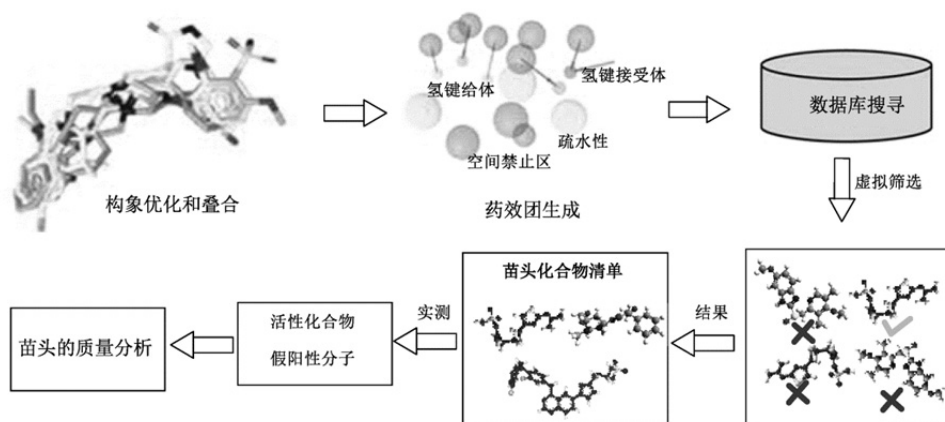 氢键给体
氢键接受体
疏水性
空间禁止区
构象优化和叠合
药效团生成
数据库搜寻
虚拟筛选
结果
苗头化合物清单
实测
活性化合物
假阳性分子
苗头的质量分析